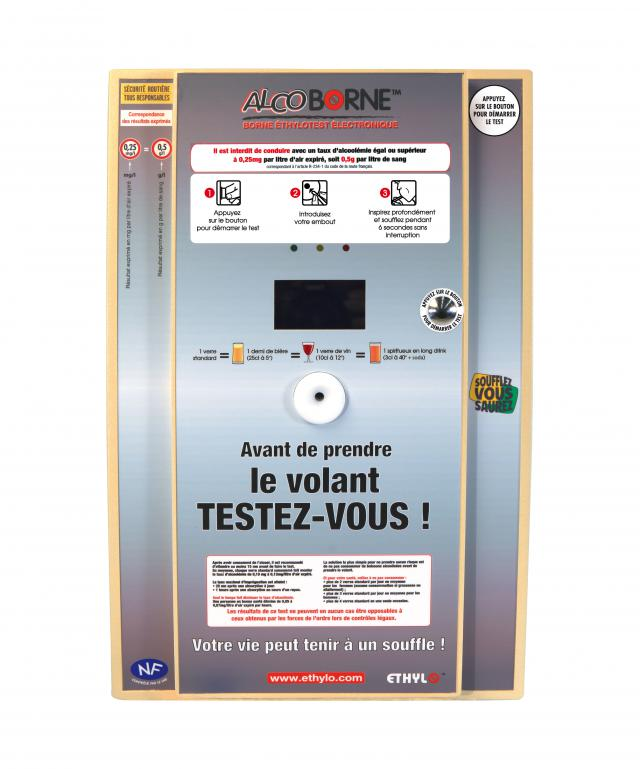 SÉCURITÉ ROUTIÈRE
TOUS RESPONSABLES
Correspondance
des résultats exprimés
0,25
mg/l
=
0,5
g/l
mg/l
g/l
Résultat exprimé en mg par litre d'air expiré
Résultat exprimé en g par litre de sang
ALCOBORNE™
BORNE ÉTHYLOTEST ÉLECTRONIQUE
APPUYEZ
SUR LE BOUTON
POUR DÉMARRER
LE TEST
Il est interdit de conduire avec un taux d'alcoolémie égal ou supérieur
à 0,25mg par litre d'air expiré, soit 0,5g par litre de sang
correspondant à l'article R-234-1 du code de la route français.
1
Appuyez
sur le bouton
pour démarrer le test
2
Introduisez
votre embout
3
Inspirez profondément
et soufflez pendant
6 secondes sans
interruption
APPUYEZ SUR LE BOUTON
POUR DÉMARRER LE TEST
1 verre
standard
=
1 demi de bière
(25cl à 5°)
=
1 verre de vin
(10cl à 12°)
=
1 spiritueux en long drink
(3cl à 40° + soda)
SOUFFLEZ
VOUS
SAUREZ
Avant de prendre
le volant
TESTEZ-VOUS !
Les résultats de ce test ne peuvent en aucun cas être opposables à
ceux obtenus par les forces de l'ordre lors de contrôles légaux.
Votre vie peut tenir à un souffle !
NF
www.ethylo.com
ETHYLO